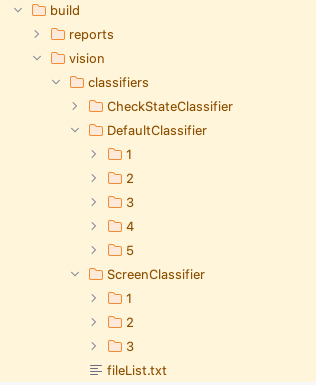 build
reports
vision
classifiers
CheckStateClassifier
DefaultClassifier
1
2
3
4
5
ScreenClassifier
1
2
3
fileList.txt